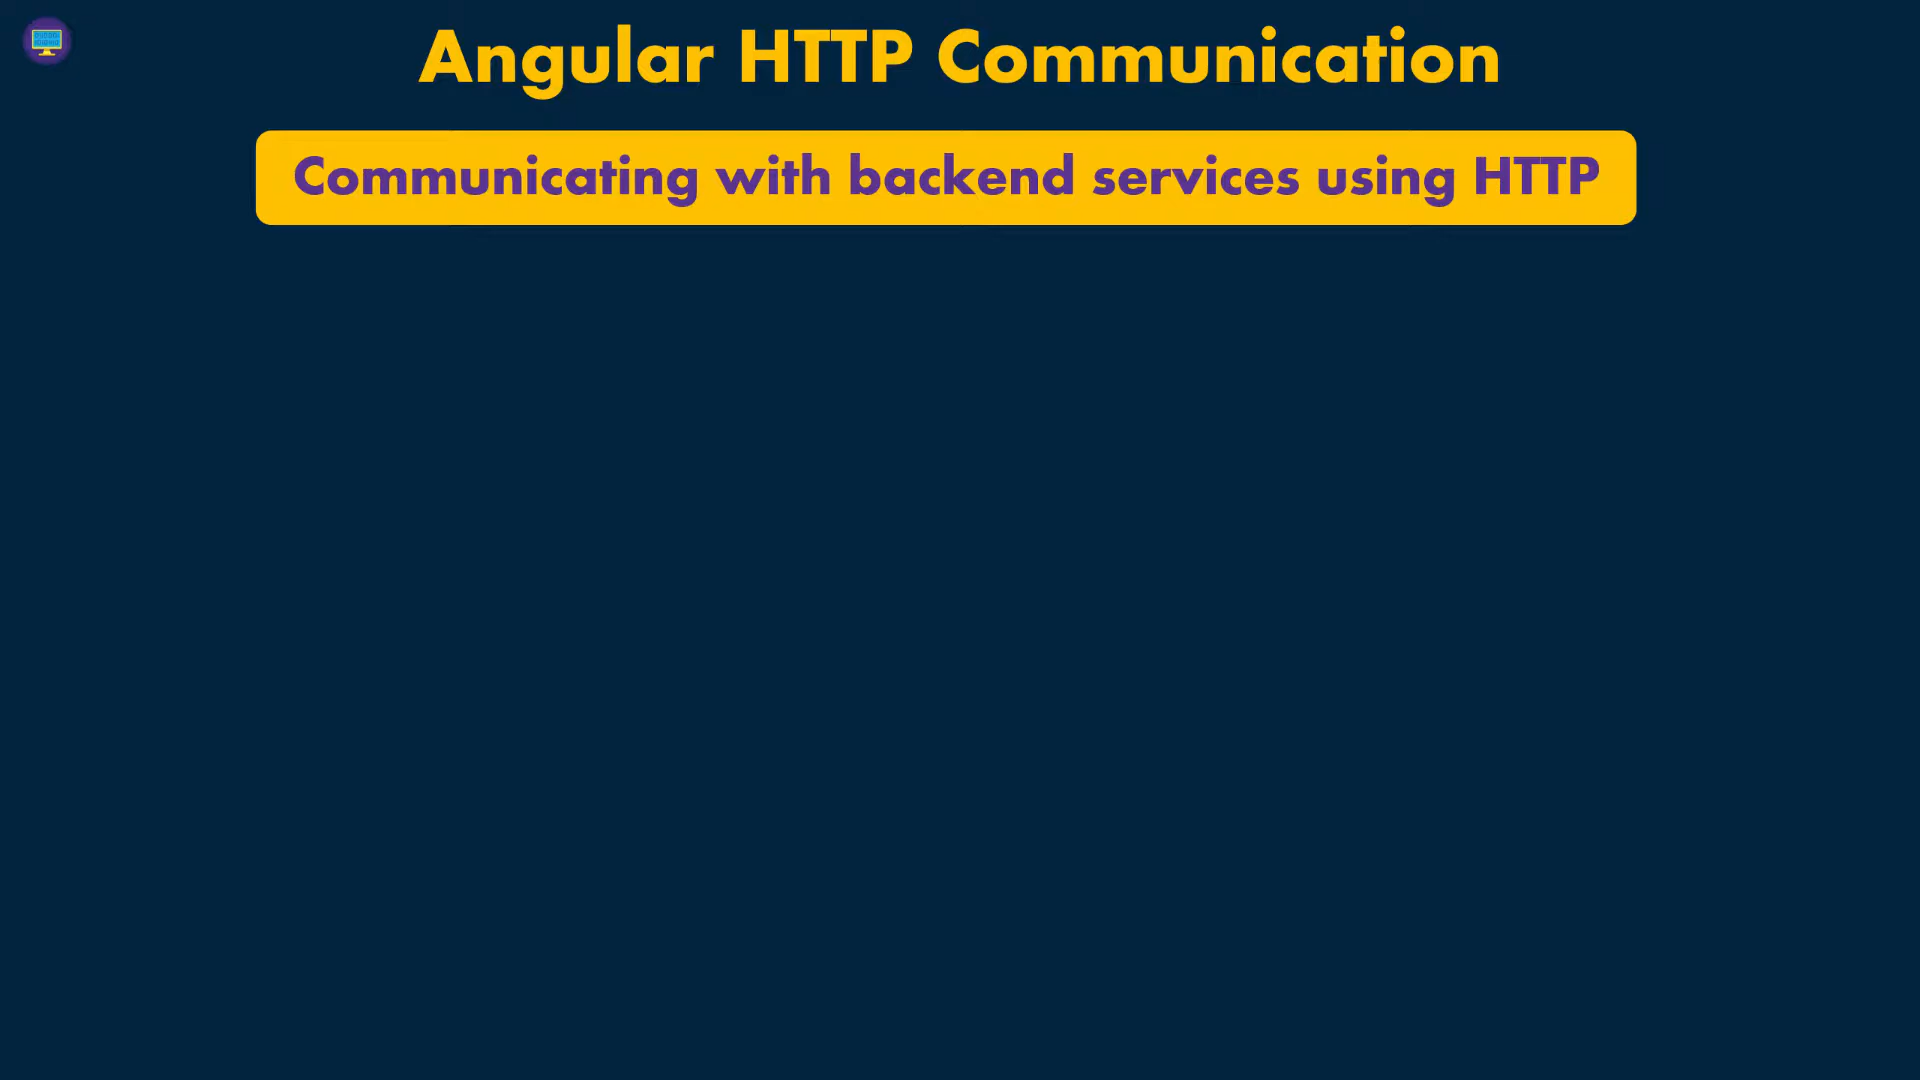 Angular HTTP Communication
Communicating with backend services using HTTP